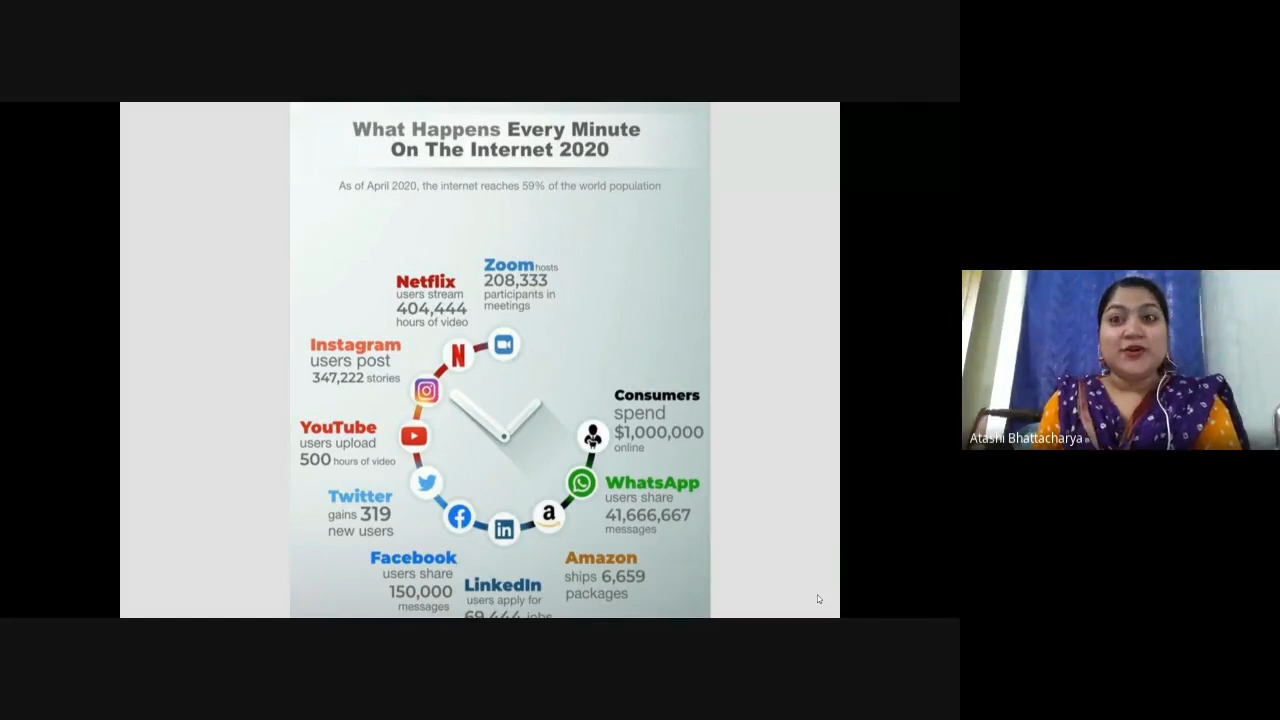 What Happens Every Minute
On The Internet 2020
As of April 2020, the internet reaches 59% of the world population
Zoom hosts
208,333
participants in
meetings
Netflix
users stream
404,444
hours of video
Instagram
users post
347,222 stories
YouTube
users upload
500 hours of video
Twitter
gains 319
new users
Facebook
users share
150,000
messages
LinkedIn
users apply for
69,444 jobs
Amazon
ships 6,659
packages
WhatsApp
users share
41,666,667
messages
Consumers
spend
$1,000,000
online
N
in
a
Atashi Bhattacharya